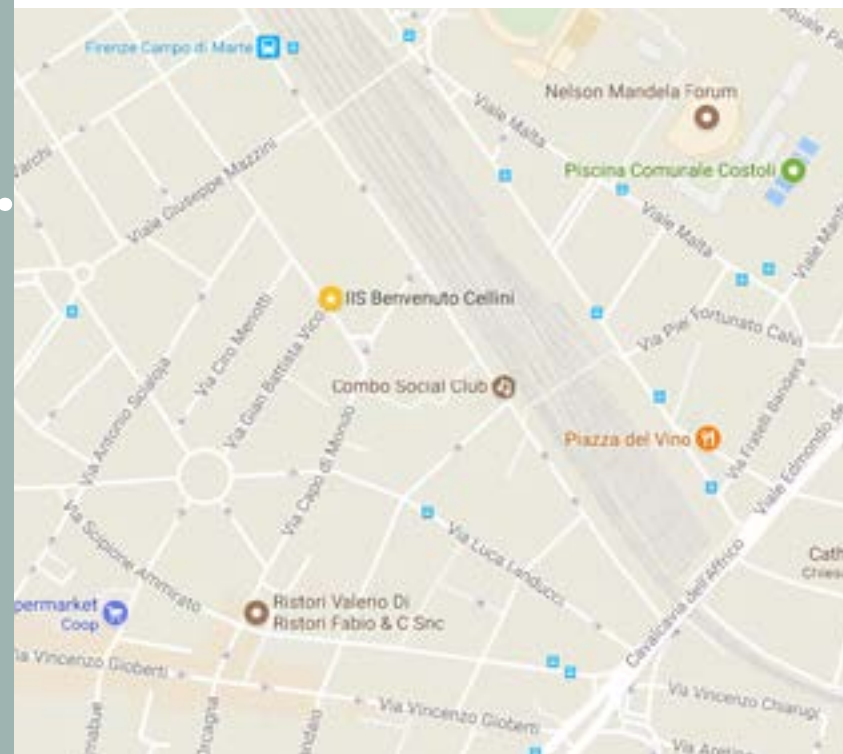 Firenze Campo di Marte
Nelson Mandela Forum
Viale Malta
Piscina Comunale Costoli
Viale Giuseppe Mazzini
Viale Malta
IIS Benvenuto Cellini
Via Pier Fortunato Calvi
Via Ciro Menotti
Via Gian Battista Vico
Combo Social Club
Via Antonio Scialoja
Piazza del Vino
Via Fratelli Bandiera
Viale Edmondo de
Via Capo di Mondo
Via Scipione Ammirato
Via Luca Landucci
Cavalcavia dell'Affrico
Cath
Chies
permarket
Coop
Ristori Valerio Di
Ristori Fabio & C Snc
ia Vincenzo Gioberti
Via Vincenzo Gioberti
Via Vincenzo Chiarugi